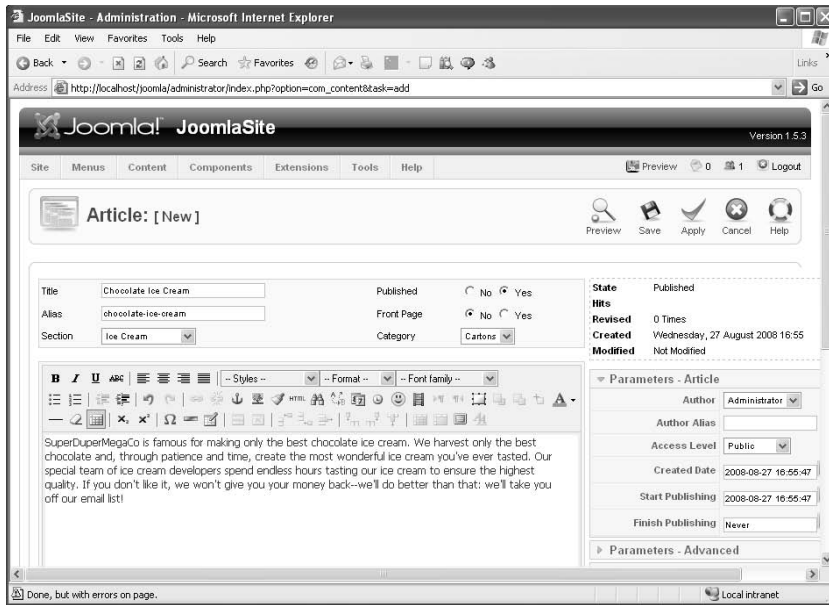 JoomlaSite - Administration - Microsoft Internet Explorer
File Edit View Favorites Tools Help
Back Search Favorites Links
Address http://localhost/joomla/administrator/index.php?option=com_content&task=add Go
Joomla! JoomlaSite
Version 1.5.3
Site Menus Content Components Extensions Tools Help Preview 0 1 Logout
Article: [ New ]
Preview Save Apply Cancel Help
Title Chocolate Ice Cream Published No Yes
Alias chocolate-ice-cream Front Page No Yes
Section Ice Cream Category Cartons
State Published
Hits
Revised 0 Times
Created Wednesday, 27 August 2008 16:55
Modified Not Modified
B I U ABC -- Styles -- -- Format -- -- Font family --
HTML A
x₂ x² Ω
SuperDuperMegaCo is famous for making only the best chocolate ice cream. We harvest only the best
chocolate and, through patience and time, create the most wonderful ice cream you've ever tasted. Our
special team of ice cream developers spend endless hours tasting our ice cream to ensure the highest
quality. If you don't like it, we won't give you your money back--we'll do better than that: we'll take you
off our email list!
Parameters - Article
Author Administrator
Author Alias
Access Level Public
Created Date 2008-08-27 16:55:47
Start Publishing 2008-08-27 16:55:47
Finish Publishing Never
Parameters - Advanced
Done, but with errors on page. Local intranet